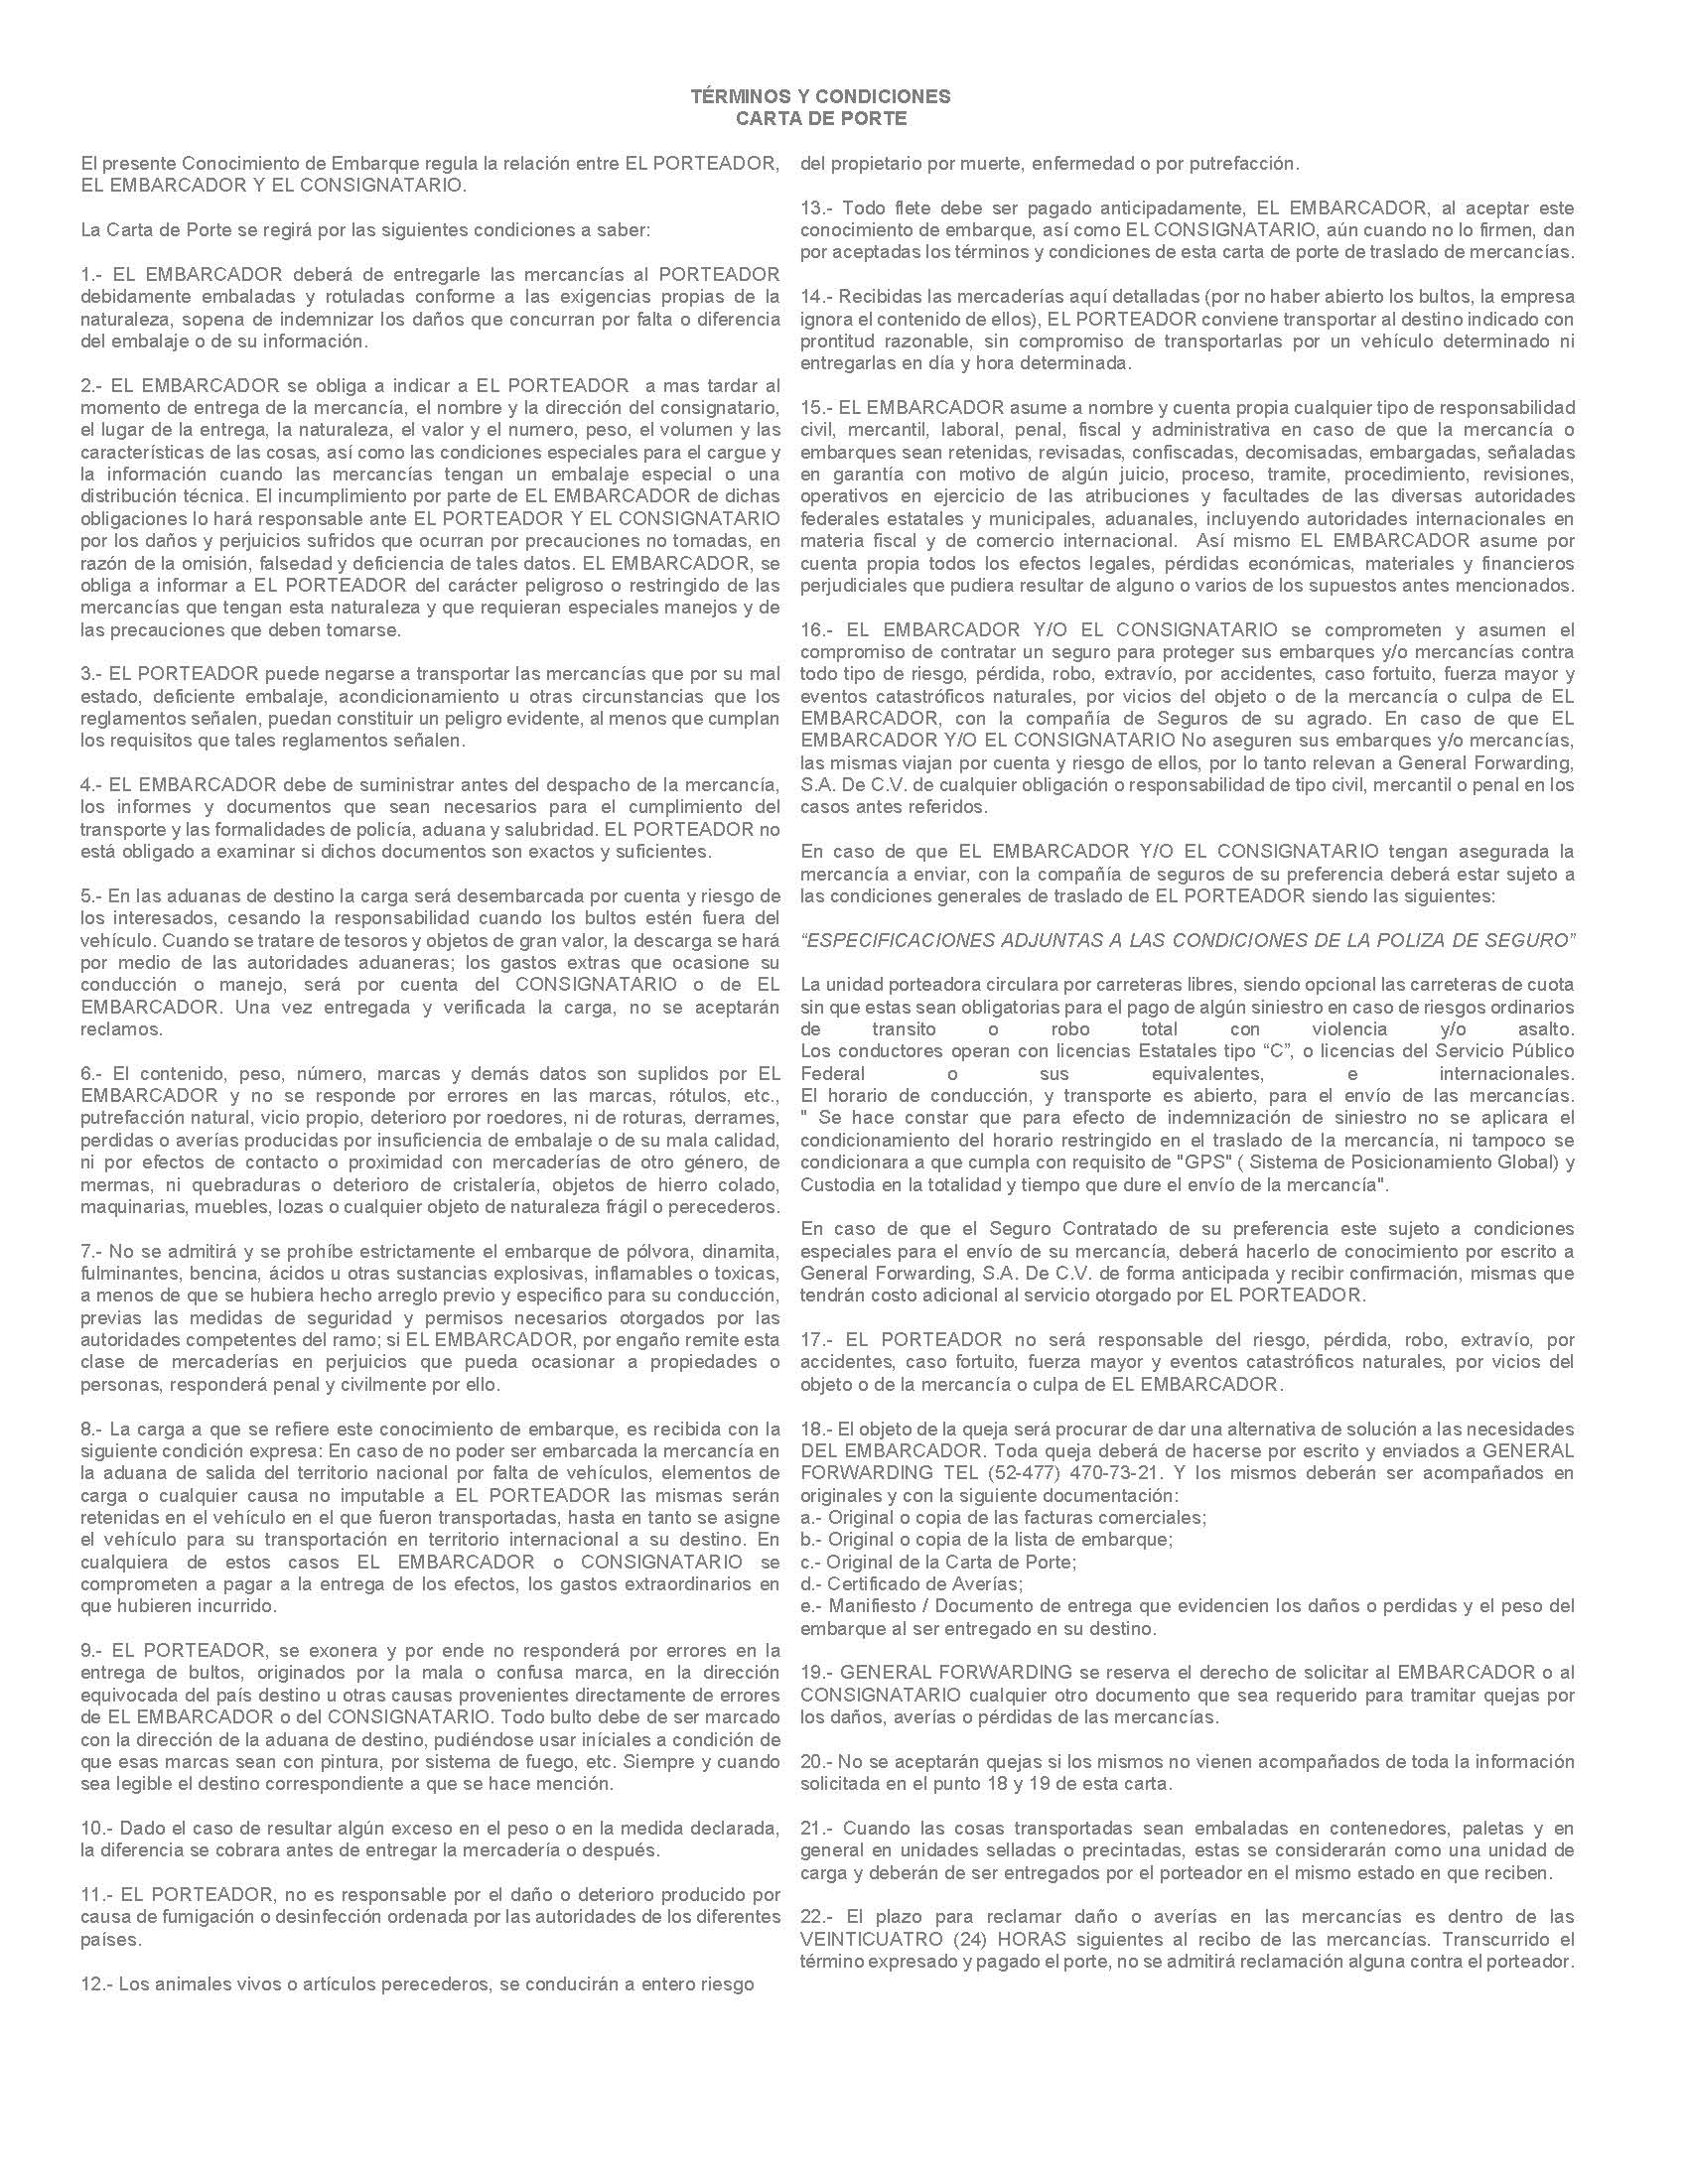 TÉRMINOS Y CONDICIONES
CARTA DE PORTE
El presente Conocimiento de Embarque regula la relación entre EL PORTEADOR,
EL EMBARCADOR Y EL CONSIGNATARIO.
La Carta de Porte se regirá por las siguientes condiciones a saber:
1.- EL EMBARCADOR deberá de entregarle las mercancías al PORTEADOR
debidamente embaladas y rotuladas conforme a las exigencias propias de la
naturaleza, sopena de indemnizar los daños que concurran por falta o diferencia
del embalaje o de su información.
2.- EL EMBARCADOR se obliga a indicar a EL PORTEADOR a mas tardar al
momento de entrega de la mercancía, el nombre y la dirección del consignatario,
el lugar de la entrega, la naturaleza, el valor y el numero, peso, el volumen y las
características de las cosas, así como las condiciones especiales para el cargue y
la información cuando las mercancías tengan un embalaje especial o una
distribución técnica. El incumplimiento por parte de EL EMBARCADOR de dichas
obligaciones lo hará responsable ante EL PORTEADOR Y EL CONSIGNATARIO
por los daños y perjuicios sufridos que ocurran por precauciones no tomadas, en
razón de la omisión, falsedad y deficiencia de tales datos. EL EMBARCADOR, se
obliga a informar a EL PORTEADOR del carácter peligroso o restringido de las
mercancías que tengan esta naturaleza y que requieran especiales manejos y de
las precauciones que deben tomarse.
3.- EL PORTEADOR puede negarse a transportar las mercancías que por su mal
estado, deficiente embalaje, acondicionamiento u otras circunstancias que los
reglamentos señalen, puedan constituir un peligro evidente, al menos que cumplan
los requisitos que tales reglamentos señalen.
4.- EL EMBARCADOR debe de suministrar antes del despacho de la mercancía,
los informes y documentos que sean necesarios para el cumplimiento del
transporte y las formalidades de policía, aduana y salubridad. EL PORTEADOR no
está obligado a examinar si dichos documentos son exactos y suficientes.
5.- En las aduanas de destino la carga será desembarcada por cuenta y riesgo de
los interesados, cesando la responsabilidad cuando los bultos estén fuera del
vehículo. Cuando se tratare de tesoros y objetos de gran valor, la descarga se hará
por medio de las autoridades aduaneras; los gastos extras que ocasione su
conducción o manejo, será por cuenta del CONSIGNATARIO o de EL
EMBARCADOR. Una vez entregada y verificada la carga, no se aceptarán
reclamos.
6.- El contenido, peso, número, marcas y demás datos son suplidos por EL
EMBARCADOR y no se responde por errores en las marcas, rótulos, etc.,
putrefacción natural, vicio propio, deterioro por roedores, ni de roturas, derrames,
perdidas o averías producidas por insuficiencia de embalaje o de su mala calidad,
ni por efectos de contacto o proximidad con mercaderías de otro género, de
mermas, ni quebraduras o deterioro de cristalería, objetos de hierro colado,
maquinarias, muebles, lozas o cualquier objeto de naturaleza frágil o perecederos.
7.- No se admitirá y se prohíbe estrictamente el embarque de pólvora, dinamita,
fulminantes, bencina, ácidos u otras sustancias explosivas, inflamables o toxicas,
a menos de que se hubiera hecho arreglo previo y especifico para su conducción,
previas las medidas de seguridad y permisos necesarios otorgados por las
autoridades competentes del ramo; si EL EMBARCADOR, por engaño remite esta
clase de mercaderías en perjuicios que pueda ocasionar a propiedades o
personas, responderá penal y civilmente por ello.
8.- La carga a que se refiere este conocimiento de embarque, es recibida con la
siguiente condición expresa: En caso de no poder ser embarcada la mercancía en
la aduana de salida del territorio nacional por falta de vehículos, elementos de
carga o cualquier causa no imputable a EL PORTEADOR las mismas serán
retenidas en el vehículo en el que fueron transportadas, hasta en tanto se asigne
el vehículo para su transportación en territorio internacional a su destino. En
cualquiera de estos casos EL EMBARCADOR o CONSIGNATARIO se
comprometen a pagar a la entrega de los efectos, los gastos extraordinarios en
que hubieren incurrido.
9.- EL PORTEADOR, se exonera y por ende no responderá por errores en la
entrega de bultos, originados por la mala o confusa marca, en la dirección
equivocada del país destino u otras causas provenientes directamente de errores
de EL EMBARCADOR o del CONSIGNATARIO. Todo bulto debe de ser marcado
con la dirección de la aduana de destino, pudiéndose usar iníciales a condición de
que esas marcas sean con pintura, por sistema de fuego, etc. Siempre y cuando
sea legible el destino correspondiente a que se hace mención.
10.- Dado el caso de resultar algún exceso en el peso o en la medida declarada,
la diferencia se cobrara antes de entregar la mercadería o después.
11.- EL PORTEADOR, no es responsable por el daño o deterioro producido por
causa de fumigación o desinfección ordenada por las autoridades de los diferentes
países.
12.- Los animales vivos o artículos perecederos, se conducirán a entero riesgo
del propietario por muerte, enfermedad o por putrefacción.
13.- Todo flete debe ser pagado anticipadamente, EL EMBARCADOR, al aceptar este
conocimiento de embarque, así como EL CONSIGNATARIO, aún cuando no lo firmen, dan
por aceptadas los términos y condiciones de esta carta de porte de traslado de mercancías.
14.- Recibidas las mercaderías aquí detalladas (por no haber abierto los bultos, la empresa
ignora el contenido de ellos), EL PORTEADOR conviene transportar al destino indicado con
prontitud razonable, sin compromiso de transportarlas por un vehículo determinado ni
entregarlas en día y hora determinada.
15.- EL EMBARCADOR asume a nombre y cuenta propia cualquier tipo de responsabilidad
civil, mercantil, laboral, penal, fiscal y administrativa en caso de que la mercancía o
embarques sean retenidas, revisadas, confiscadas, decomisadas, embargadas, señaladas
en garantía con motivo de algún juicio, proceso, tramite, procedimiento, revisiones,
operativos en ejercicio de las atribuciones y facultades de las diversas autoridades
federales estatales y municipales, aduanales, incluyendo autoridades internacionales en
materia fiscal y de comercio internacional. Así mismo EL EMBARCADOR asume por
cuenta propia todos los efectos legales, pérdidas económicas, materiales y financieros
perjudiciales que pudiera resultar de alguno o varios de los supuestos antes mencionados.
16.- EL EMBARCADOR Y/O EL CONSIGNATARIO se comprometen y asumen el
compromiso de contratar un seguro para proteger sus embarques y/o mercancías contra
todo tipo de riesgo, pérdida, robo, extravío, por accidentes, caso fortuito, fuerza mayor y
eventos catastróficos naturales, por vicios del objeto o de la mercancía o culpa de EL
EMBARCADOR, con la compañía de Seguros de su agrado. En caso de que EL
EMBARCADOR Y/O EL CONSIGNATARIO No aseguren sus embarques y/o mercancías,
las mismas viajan por cuenta y riesgo de ellos, por lo tanto relevan a General Forwarding,
S.A. De C.V. de cualquier obligación o responsabilidad de tipo civil, mercantil o penal en los
casos antes referidos.
En caso de que EL EMBARCADOR Y/O EL CONSIGNATARIO tengan asegurada la
mercancía a enviar, con la compañía de seguros de su preferencia deberá estar sujeto a
las condiciones generales de traslado de EL PORTEADOR siendo las siguientes:
“ESPECIFICACIONES ADJUNTAS A LAS CONDICIONES DE LA POLIZA DE SEGURO”
La unidad porteadora circulara por carreteras libres, siendo opcional las carreteras de cuota
sin que estas sean obligatorias para el pago de algún siniestro en caso de riesgos ordinarios
de transito o robo total con violencia y/o asalto.
Los conductores operan con licencias Estatales tipo “C”, o licencias del Servicio Público
Federal o sus equivalentes, e internacionales.
El horario de conducción, y transporte es abierto, para el envío de las mercancías.
" Se hace constar que para efecto de indemnización de siniestro no se aplicara el
condicionamiento del horario restringido en el traslado de la mercancía, ni tampoco se
condicionara a que cumpla con requisito de "GPS" ( Sistema de Posicionamiento Global) y
Custodia en la totalidad y tiempo que dure el envío de la mercancía".
En caso de que el Seguro Contratado de su preferencia este sujeto a condiciones
especiales para el envío de su mercancía, deberá hacerlo de conocimiento por escrito a
General Forwarding, S.A. De C.V. de forma anticipada y recibir confirmación, mismas que
tendrán costo adicional al servicio otorgado por EL PORTEADOR.
17.- EL PORTEADOR no será responsable del riesgo, pérdida, robo, extravío, por
accidentes, caso fortuito, fuerza mayor y eventos catastróficos naturales, por vicios del
objeto o de la mercancía o culpa de EL EMBARCADOR.
18.- El objeto de la queja será procurar de dar una alternativa de solución a las necesidades
DEL EMBARCADOR. Toda queja deberá de hacerse por escrito y enviados a GENERAL
FORWARDING TEL (52-477) 470-73-21. Y los mismos deberán ser acompañados en
originales y con la siguiente documentación:
a.- Original o copia de las facturas comerciales;
b.- Original o copia de la lista de embarque;
c.- Original de la Carta de Porte;
d.- Certificado de Averías;
e.- Manifiesto / Documento de entrega que evidencien los daños o perdidas y el peso del
embarque al ser entregado en su destino.
19.- GENERAL FORWARDING se reserva el derecho de solicitar al EMBARCADOR o al
CONSIGNATARIO cualquier otro documento que sea requerido para tramitar quejas por
los daños, averías o pérdidas de las mercancías.
20.- No se aceptarán quejas si los mismos no vienen acompañados de toda la información
solicitada en el punto 18 y 19 de esta carta.
21.- Cuando las cosas transportadas sean embaladas en contenedores, paletas y en
general en unidades selladas o precintadas, estas se considerarán como una unidad de
carga y deberán de ser entregados por el porteador en el mismo estado en que reciben.
22.- El plazo para reclamar daño o averías en las mercancías es dentro de las
VEINTICUATRO (24) HORAS siguientes al recibo de las mercancías. Transcurrido el
término expresado y pagado el porte, no se admitirá reclamación alguna contra el porteador.